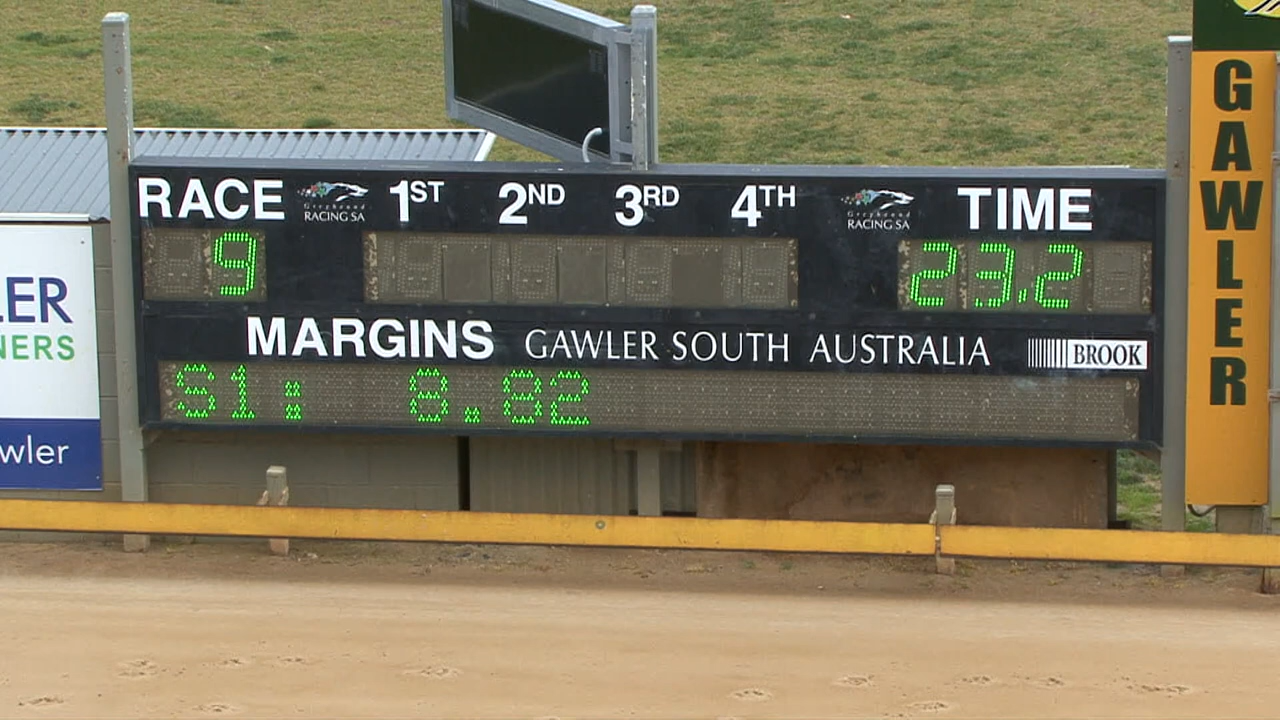 RACE
Greyhound
RACING SA
1ST 2ND 3RD 4TH
Greyhound
RACING SA
TIME
9
23.2
MARGINS GAWLER SOUTH AUSTRALIA BROOK
S1: 8.82
LER
NERS
wler
GAWLER